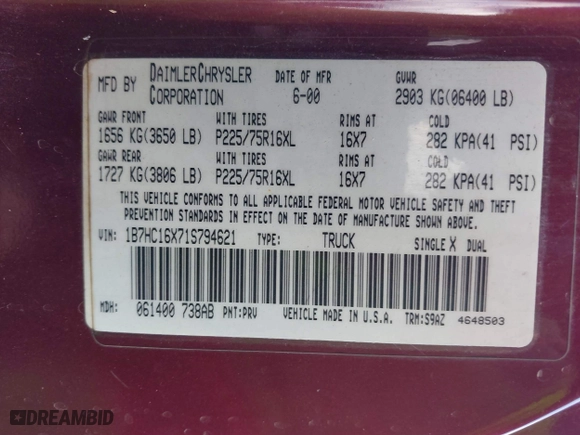 MFD BY DAIMLERCHRYSLER CORPORATION DATE OF MFR 6-00 GVWR 2903 KG(06400 LB)
GAWR FRONT WITH TIRES RIMS AT COLD
1656 KG(3650 LB) P225/75R16XL 16X7 282 KPA(41 PSI)
GAWR REAR WITH TIRES RIMS AT COLD
1727 KG(3806 LB) P225/75R16XL 16X7 282 KPA(41 PSI)
THIS VEHICLE CONFORMS TO ALL APPLICABLE FEDERAL MOTOR VEHICLE SAFETY AND THEFT
PREVENTION STANDARDS IN EFFECT ON THE DATE OF MANUFACTURE SHOWN ABOVE.
VIN: 1B7HC16X71S794621 TYPE: TRUCK SINGLE X DUAL
MDH: 061400 738AB PNT:PRV VEHICLE MADE IN U.S.A. TRM:S9AZ 4648503
DREAMBID